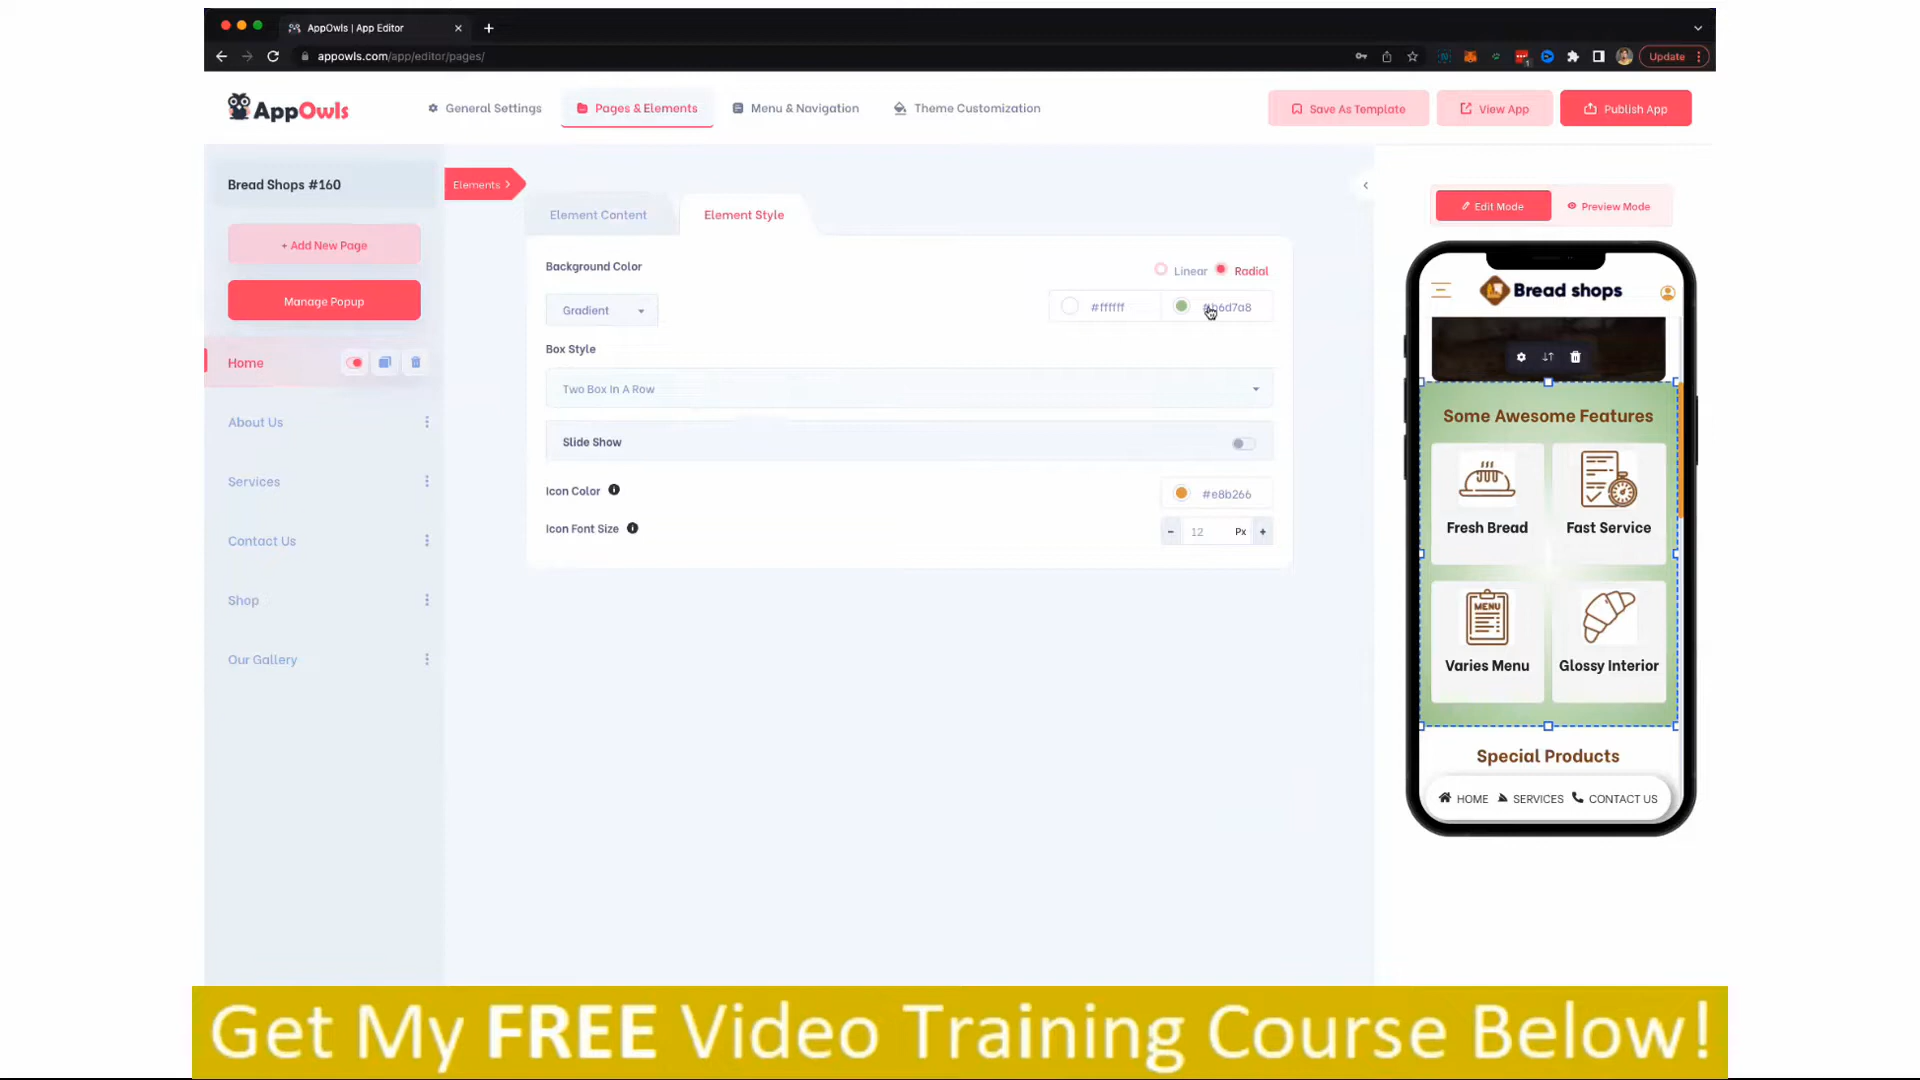 AppOwls | App Editor
appowls.com/app/editor/pages/
Update
AppOwls
General Settings
Pages & Elements
Menu & Navigation
Theme Customization
Save As Template
View App
Publish App
Bread Shops #160
+ Add New Page
Manage Popup
Home
About Us
Services
Contact Us
Shop
Our Gallery
Elements >
Element Content
Element Style
Background Color
Linear
Radial
Gradient
#ffffff
#b6d7a8
Box Style
Two Box In A Row
Slide Show
Icon Color
#e8b266
Icon Font Size
- 12 Px +
Edit Mode
Preview Mode
Bread shops
Some Awesome Features
Fresh Bread
Fast Service
MENU
Varies Menu
Glossy Interior
Special Products
HOME SERVICES CONTACT US
Get My FREE Video Training Course Below!